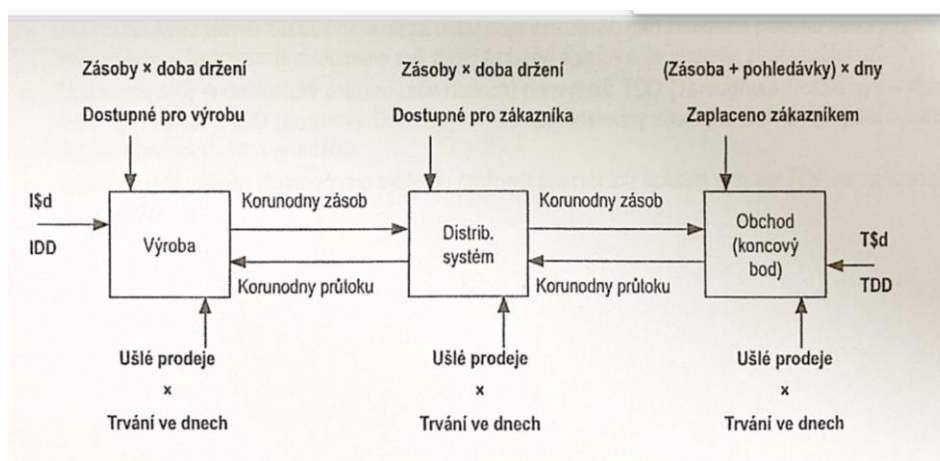 Zásoby × doba držení
Zásoby × doba držení
(Zásoba + pohledávky) × dny
Dostupné pro výrobu
Dostupné pro zákazníka
Zaplaceno zákazníkem
I$d
IDD
Výroba
Korunodny zásob
Korunodny průtoku
Distrib.
systém
Korunodny zásob
Korunodny průtoku
Obchod
(koncový
bod)
T$d
TDD
Ušlé prodeje
×
Trvání ve dnech
Ušlé prodeje
×
Trvání ve dnech
Ušlé prodeje
×
Trvání ve dnech